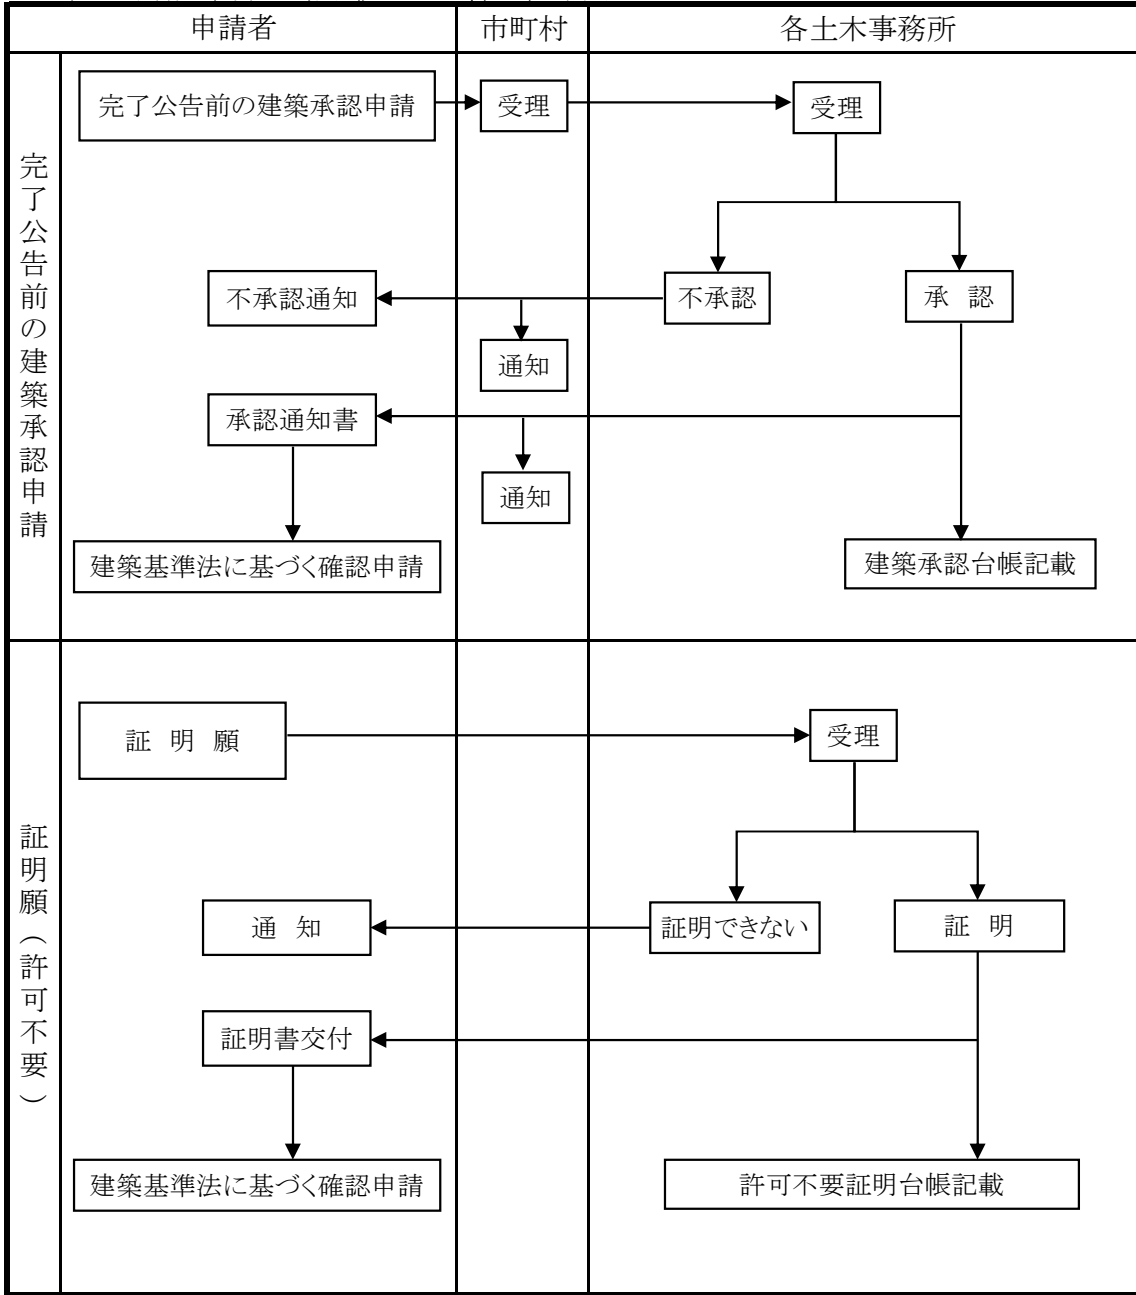 申請者
市町村
各土木事務所
完了公告前の建築承認申請
完了公告前の建築承認申請
受理
受理
不承認通知
不承認
承 認
通知
承認通知書
通知
建築基準法に基づく確認申請
建築承認台帳記載
証明願（許可不要）
証 明 願
受理
通 知
証明できない
証 明
証明書交付
建築基準法に基づく確認申請
許可不要証明台帳記載